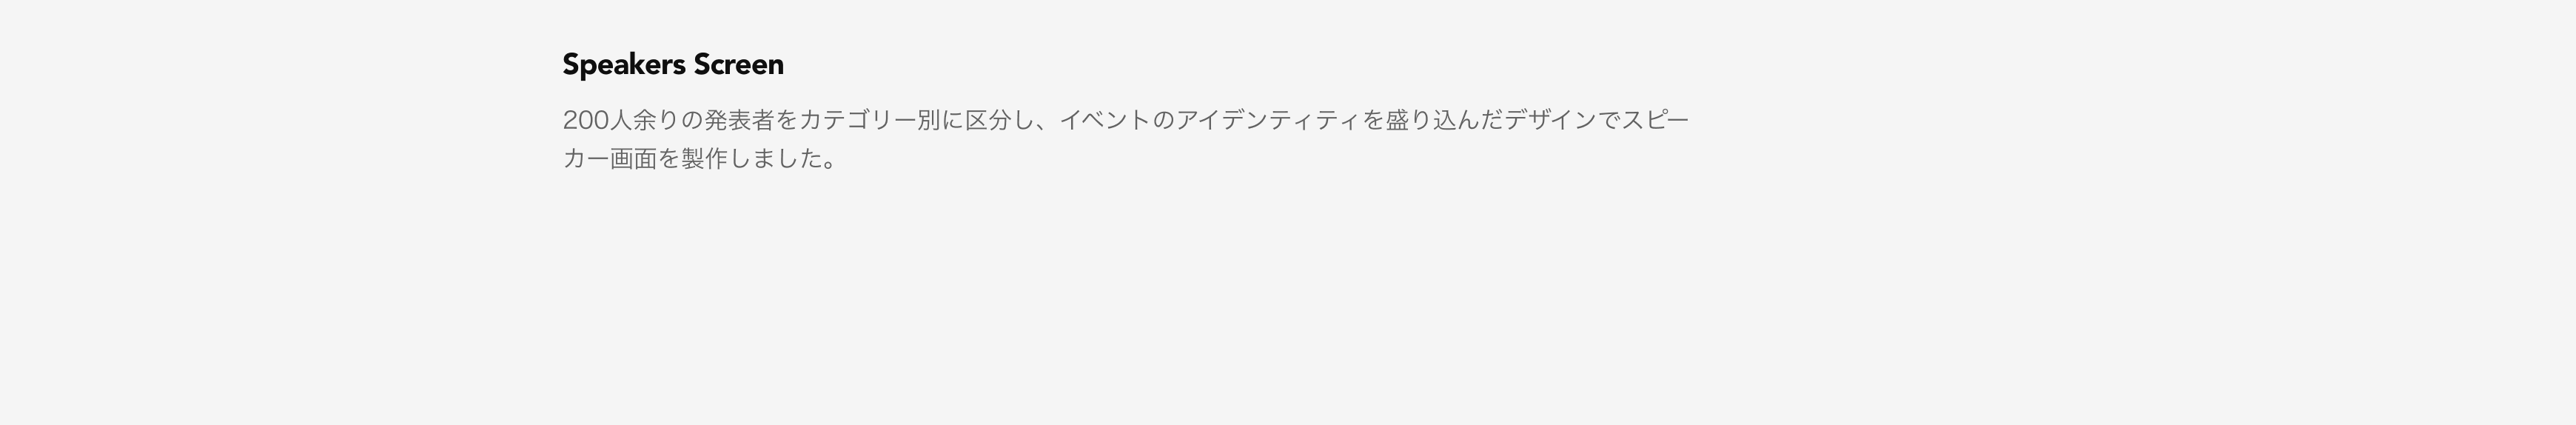 Speakers Screen
200人余りの発表者をカテゴリー別に区分し、イベントのアイデンティティを盛り込んだデザインでスピー
カー画面を製作しました。